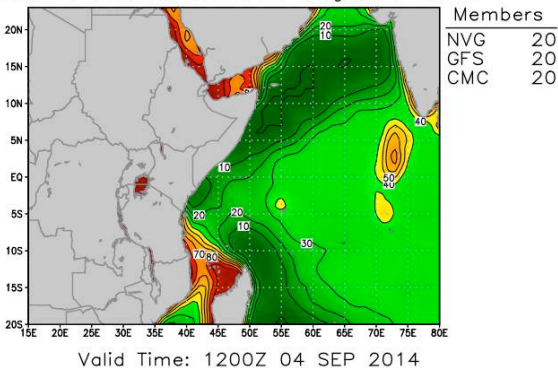 Members
NVG 20
GFS 20
CMC 20
20N
15N
10N
5N
EQ
5S
10S
15S
20S
20
10
40
10
50
40
20
20
10
30
70
80
15E 20E 25E 30E 35E 40E 45E 50E 55E 60E 65E 70E 75E 80E
Valid Time: 1200Z 04 SEP 2014